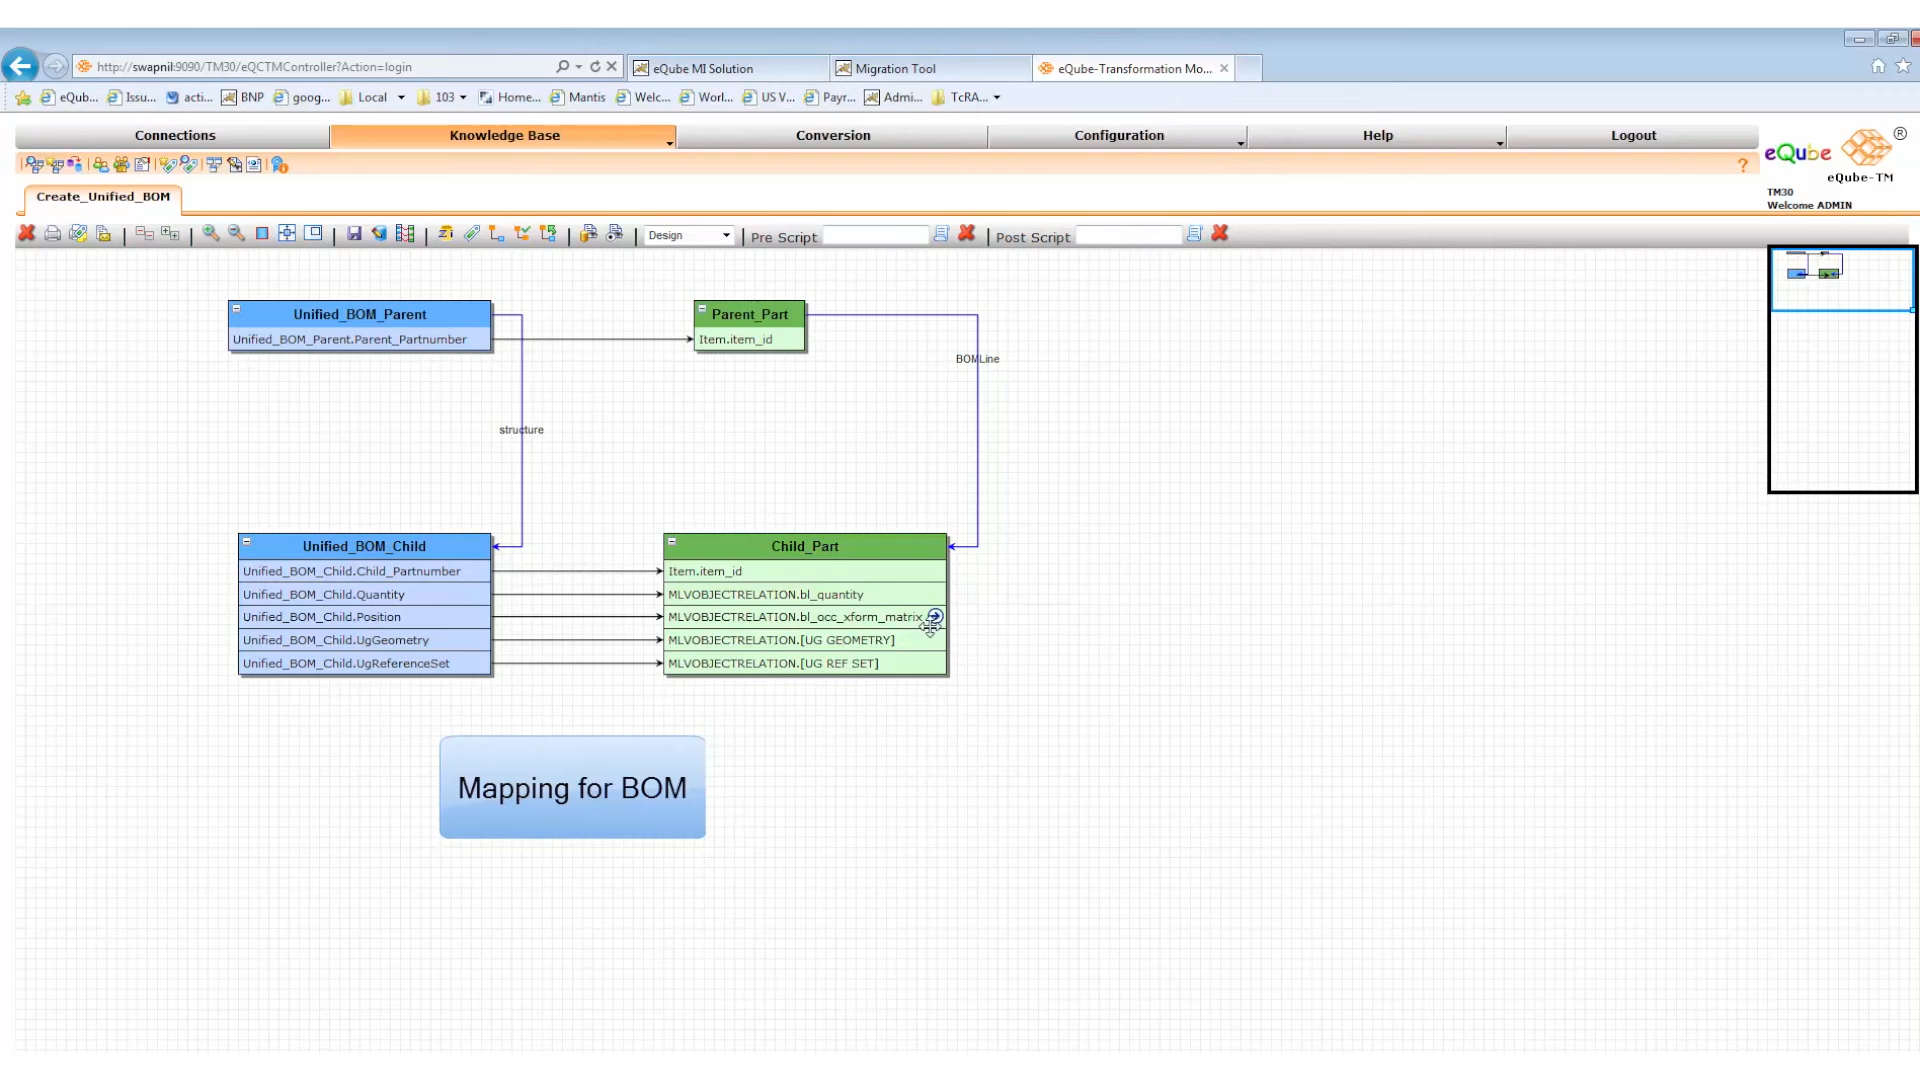 http://swapnil:9090/TM30/eQCTMController?Action=login
eQube MI Solution
Migration Tool
eQube-Transformation Mo...
eQub...
Issu...
acti...
BNP
goog...
Local
103
Home...
Mantis
Welc...
Worl...
US V...
Payr...
Admi...
TcRA...
Connections
Knowledge Base
Conversion
Configuration
Help
Logout
eQube
®
eQube-TM
TM30
Welcome ADMIN
?
Create_Unified_BOM
Design
Pre Script
Post Script
Unified_BOM_Parent
Unified_BOM_Parent.Parent_Partnumber
Parent_Part
Item.item_id
BOMLine
structure
Unified_BOM_Child
Unified_BOM_Child.Child_Partnumber
Unified_BOM_Child.Quantity
Unified_BOM_Child.Position
Unified_BOM_Child.UgGeometry
Unified_BOM_Child.UgReferenceSet
Child_Part
Item.item_id
MLVOBJECTRELATION.bl_quantity
MLVOBJECTRELATION.bl_occ_xform_matrix
MLVOBJECTRELATION.[UG GEOMETRY]
MLVOBJECTRELATION.[UG REF SET]
Mapping for BOM